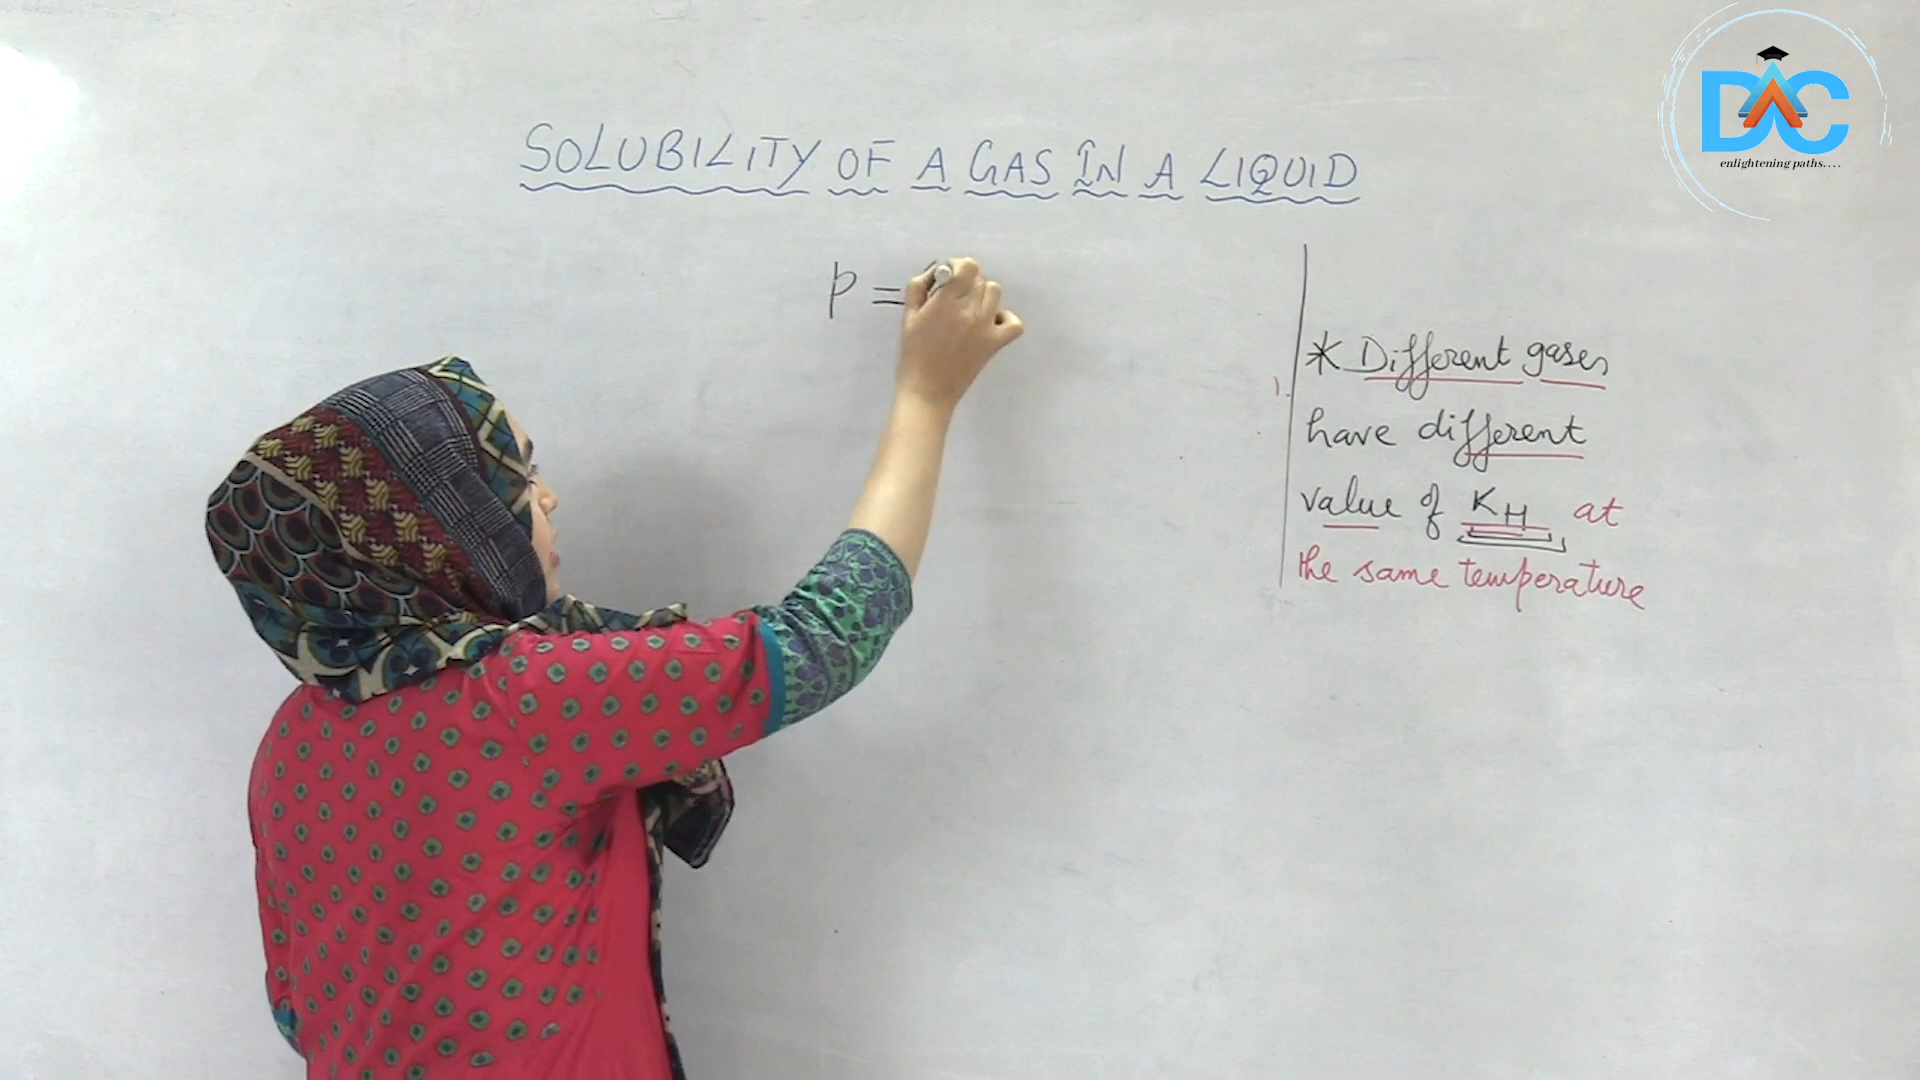 DAC
enlightening paths....
SOLUBILITY OF A GAS IN A LIQUID
p =
* Different gases
have different
value of KH at
the same temperature